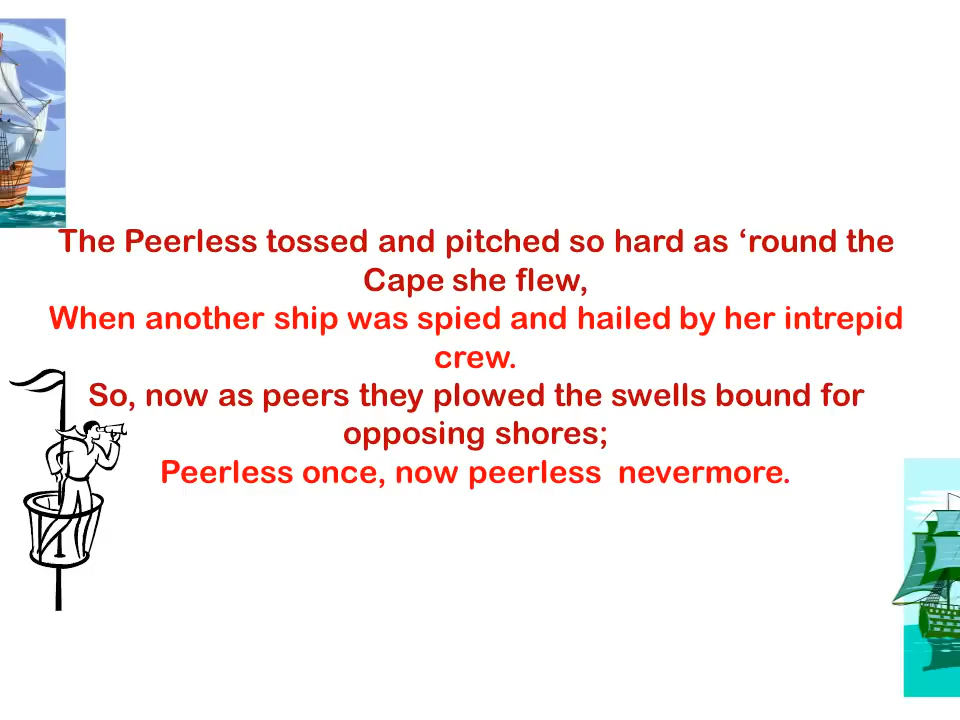 The Peerless tossed and pitched so hard as ‘round the
Cape she flew,
When another ship was spied and hailed by her intrepid
crew.
So, now as peers they plowed the swells bound for
opposing shores;
Peerless once, now peerless  nevermore.